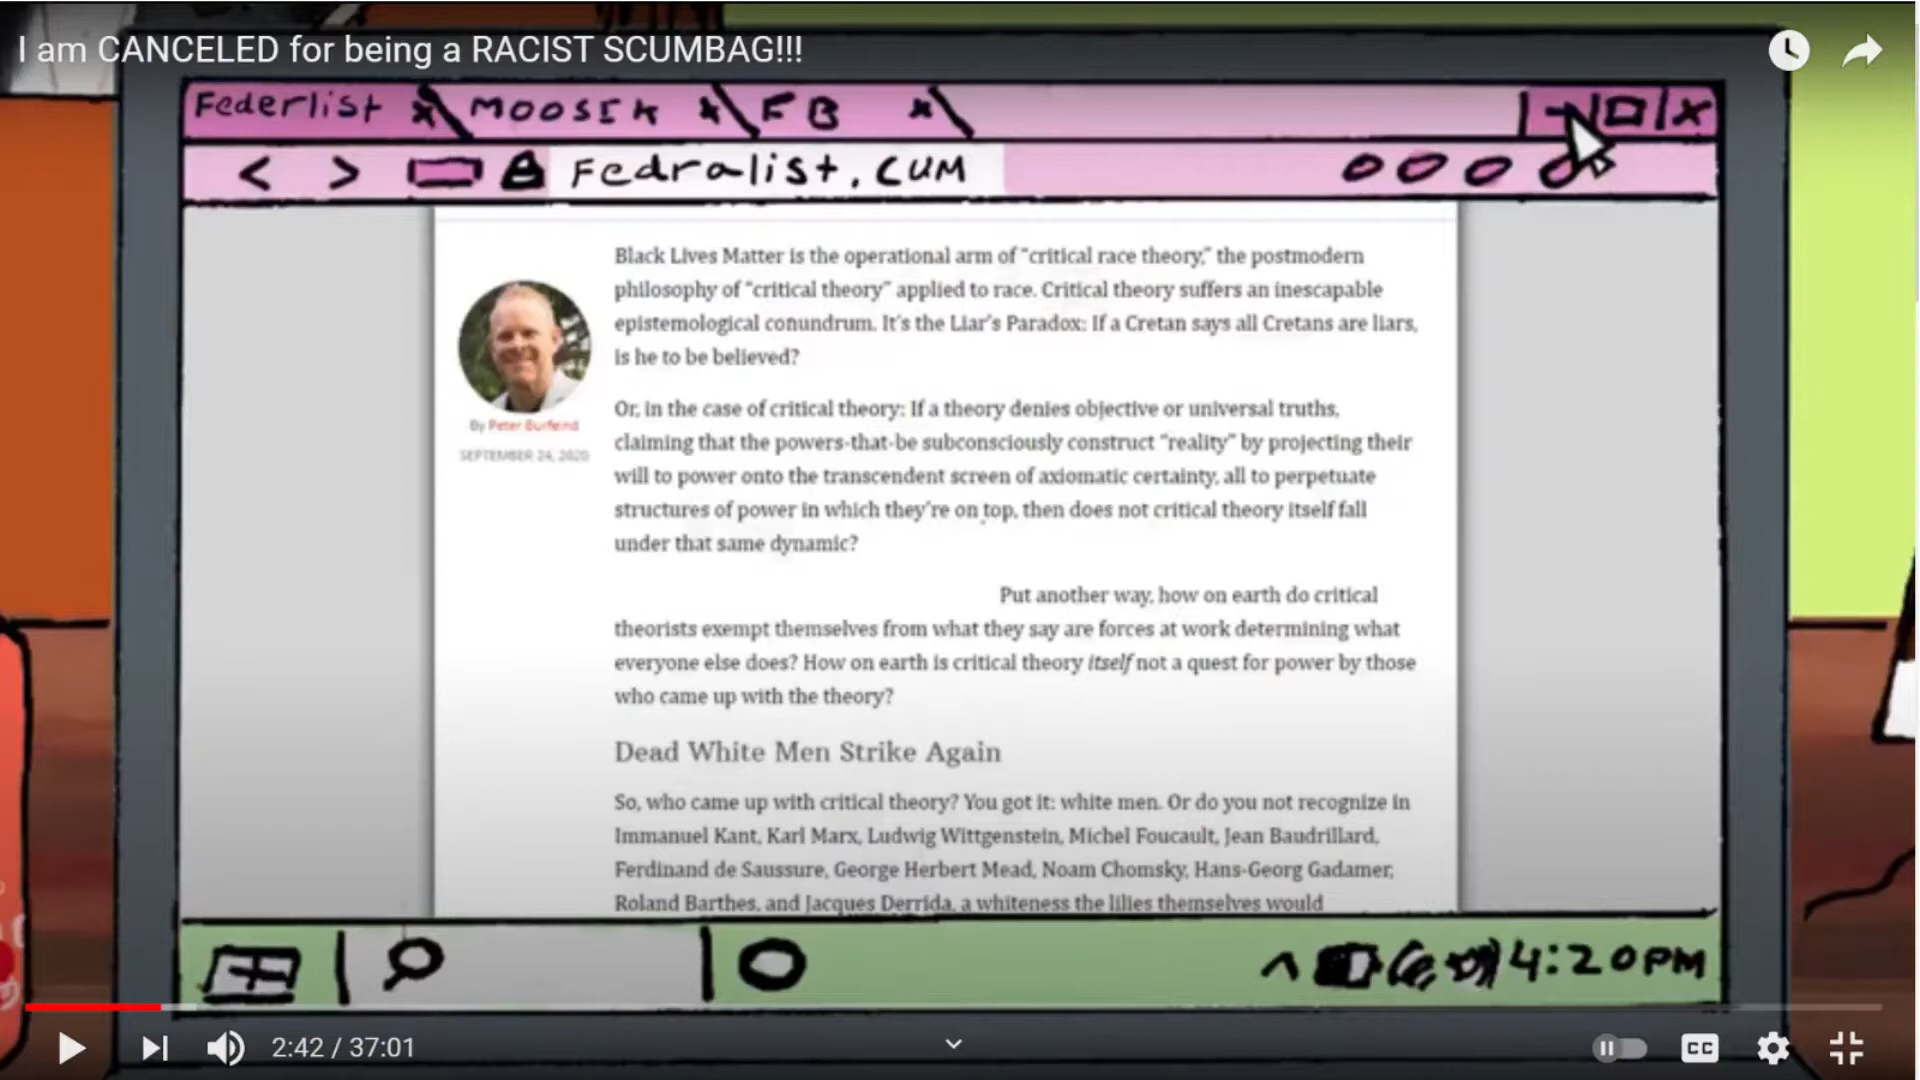 I am CANCELED for being a RACIST SCUMBAG!!!
Federlist x MOOSIK x FB x
- x
< > Fedralist.CUM
Black Lives Matter is the operational arm of "critical race theory," the postmodern
philosophy of "critical theory" applied to race. Critical theory suffers an inescapable
epistemological conundrum. It's the Liar's Paradox: If a Cretan says all Cretans are liars,
is he to be believed?
By Peter Burfeind
SEPTEMBER 24, 2020
Or, in the case of critical theory: If a theory denies objective or universal truths,
claiming that the powers-that-be subconsciously construct "reality" by projecting their
will to power onto the transcendent screen of axiomatic certainty, all to perpetuate
structures of power in which they're on top, then does not critical theory itself fall
under that same dynamic?
Put another way, how on earth do critical
theorists exempt themselves from what they say are forces at work determining what
everyone else does? How on earth is critical theory itself not a quest for power by those
who came up with the theory?
Dead White Men Strike Again
So, who came up with critical theory? You got it: white men. Or do you not recognize in
Immanuel Kant, Karl Marx, Ludwig Wittgenstein, Michel Foucault, Jean Baudrillard,
Ferdinand de Saussure, George Herbert Mead, Noam Chomsky, Hans-Georg Gadamer,
Roland Barthes, and Jacques Derrida, a whiteness the lilies themselves would
4:20PM
2:42 / 37:01
CC